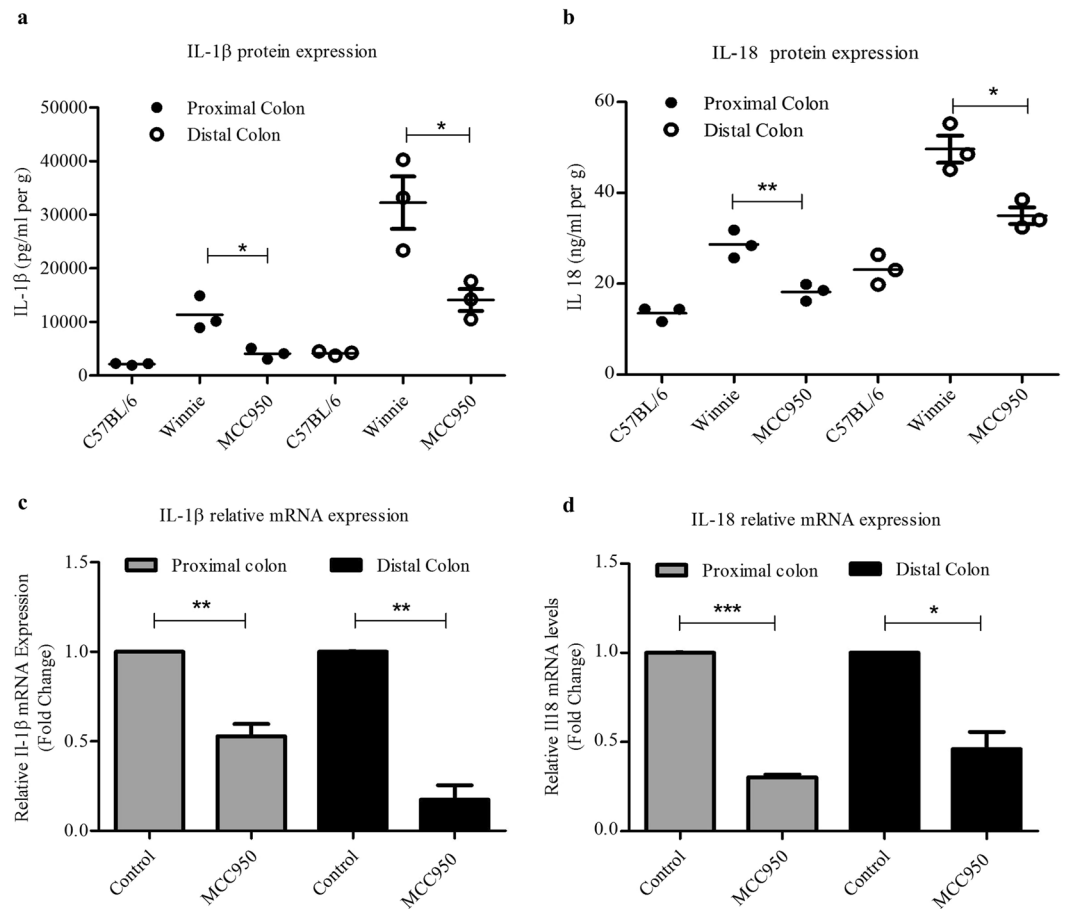 a
IL-1β protein expression
Proximal Colon
Distal Colon
IL-1β (pg/ml per g)
50000
40000
30000
20000
10000
0
*
*
C57BL/6
Winnie
MCC950
C57BL/6
Winnie
MCC950
b
IL-18 protein expression
Proximal Colon
Distal Colon
IL 18 (ng/ml per g)
60
40
20
0
**
*
C57BL/6
Winnie
MCC950
C57BL/6
Winnie
MCC950
c
IL-1β relative mRNA expression
Proximal colon
Distal Colon
Relative Il-1β mRNA Expression
(Fold Change)
1.5
1.0
0.5
0.0
**
**
Control
MCC950
Control
MCC950
d
IL-18 relative mRNA expression
Proximal colon
Distal Colon
Relative Il18 mRNA levels
(Fold Change)
1.5
1.0
0.5
0.0
***
*
Control
MCC950
Control
MCC950